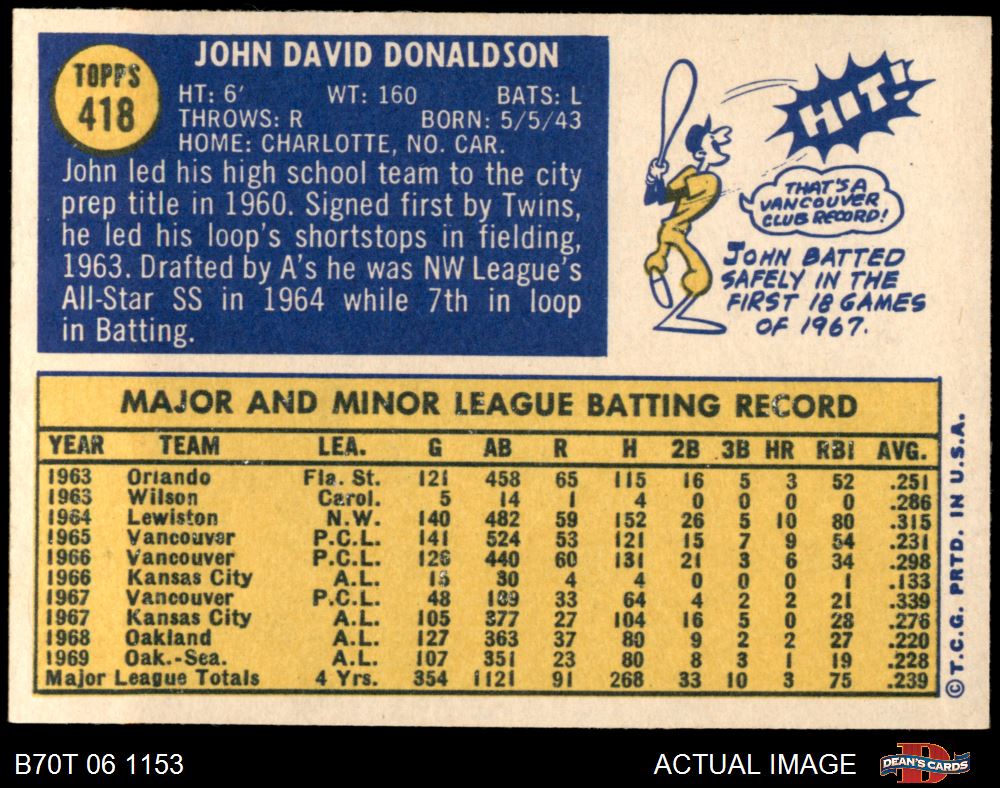 TOPPS
418
JOHN DAVID DONALDSON
HT: 6' WT: 160 BATS: L
THROWS: R BORN: 5/5/43
HOME: CHARLOTTE, NO. CAR.
John led his high school team to the city
prep title in 1960. Signed first by Twins,
he led his loop's shortstops in fielding,
1963. Drafted by A's he was NW League's
All-Star SS in 1964 while 7th in loop
in Batting.
HIT!
THAT'S A
VANCOUVER
CLUB RECORD!
JOHN BATTED
SAFELY IN THE
FIRST 18 GAMES
OF 1967.
MAJOR AND MINOR LEAGUE BATTING RECORD
YEAR TEAM LEA. G AB R H 2B 3B HR RBI AVG.
1963 Orlando Fla. St. 121 458 65 115 16 5 3 52 .251
1963 Wilson Carol. 5 14 1 4 0 0 0 0 .286
1964 Lewiston N.W. 140 482 59 152 26 5 10 80 .315
1965 Vancouver P.C.L. 141 524 53 121 15 7 9 54 .231
1966 Vancouver P.C.L. 126 440 60 131 21 3 6 34 .298
1966 Kansas City A.L. 15 30 4 4 0 0 0 1 .133
1967 Vancouver P.C.L. 48 189 33 64 4 2 2 21 .339
1967 Kansas City A.L. 105 377 27 104 16 5 0 28 .276
1968 Oakland A.L. 127 363 37 80 9 2 2 27 .220
1969 Oak.-Sea. A.L. 107 351 23 80 8 3 1 19 .228
Major League Totals 4 Yrs. 354 1121 91 268 33 10 3 75 .239
©T.C.G. PRTD. IN U.S.A.
B70T 06 1153 ACTUAL IMAGE
DEAN'S CARDS